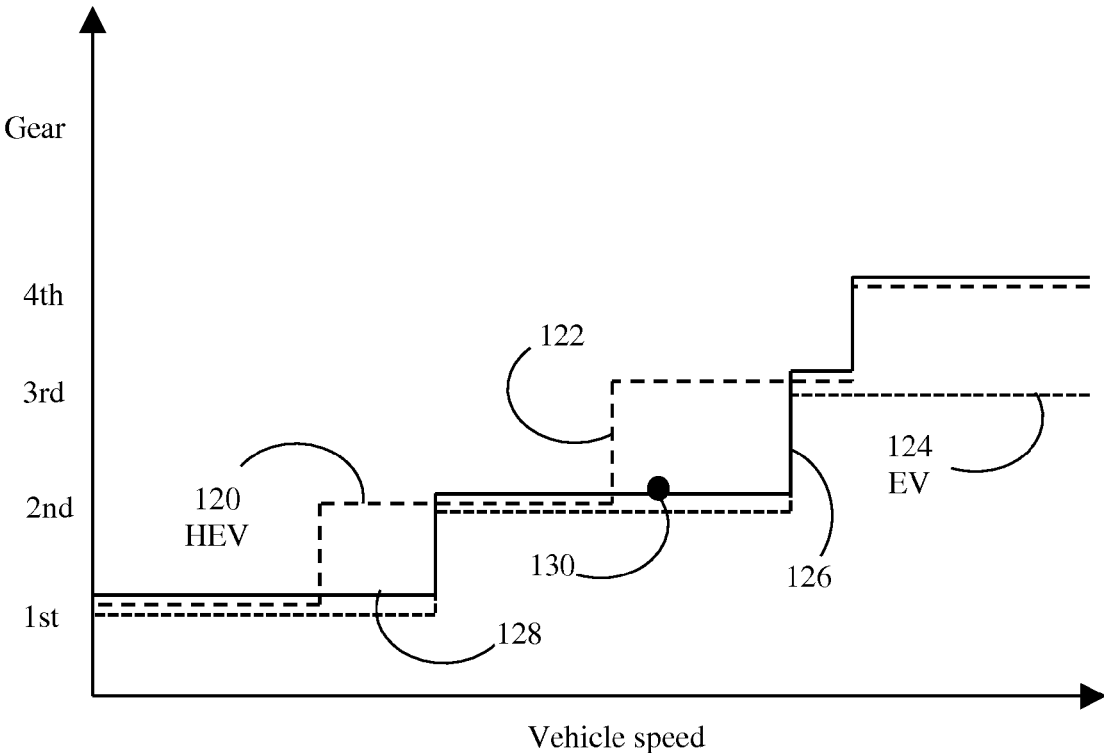 Gear
4th
122
3rd
124
EV
120
HEV
2nd
130
126
1st
128
Vehicle speed